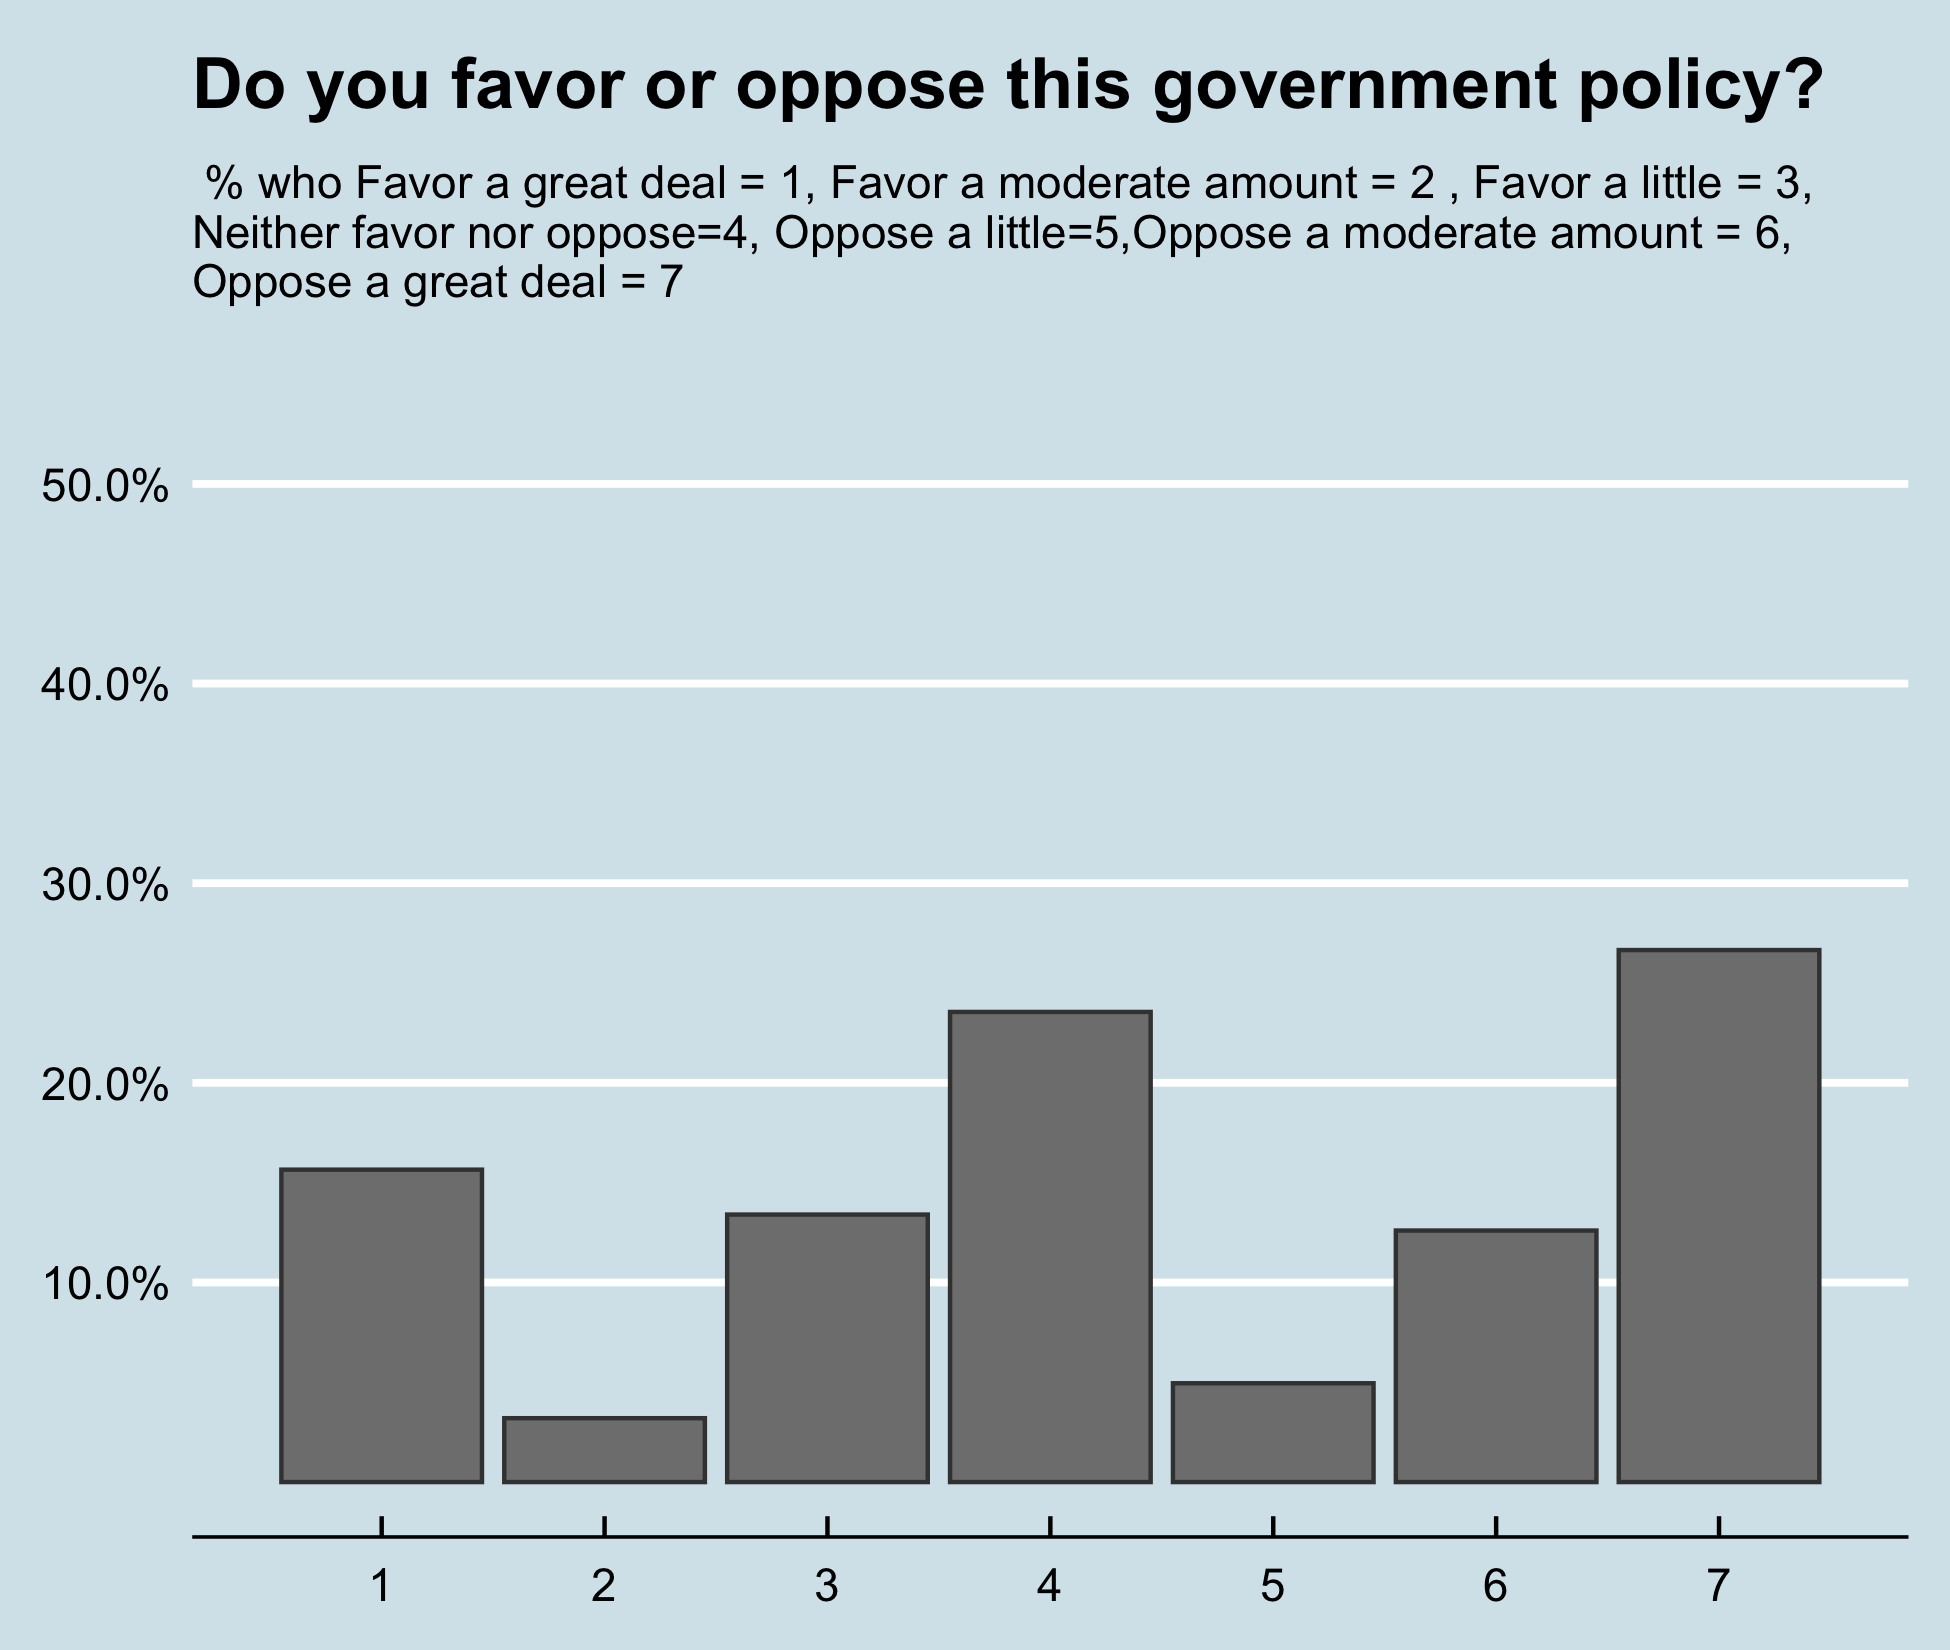 Do you favor or oppose this government policy?
% who Favor a great deal = 1, Favor a moderate amount = 2 , Favor a little = 3,
Neither favor nor oppose=4, Oppose a little=5,Oppose a moderate amount = 6,
Oppose a great deal = 7
50.0%
40.0%
30.0%
20.0%
10.0%
1 2 3 4 5 6 7